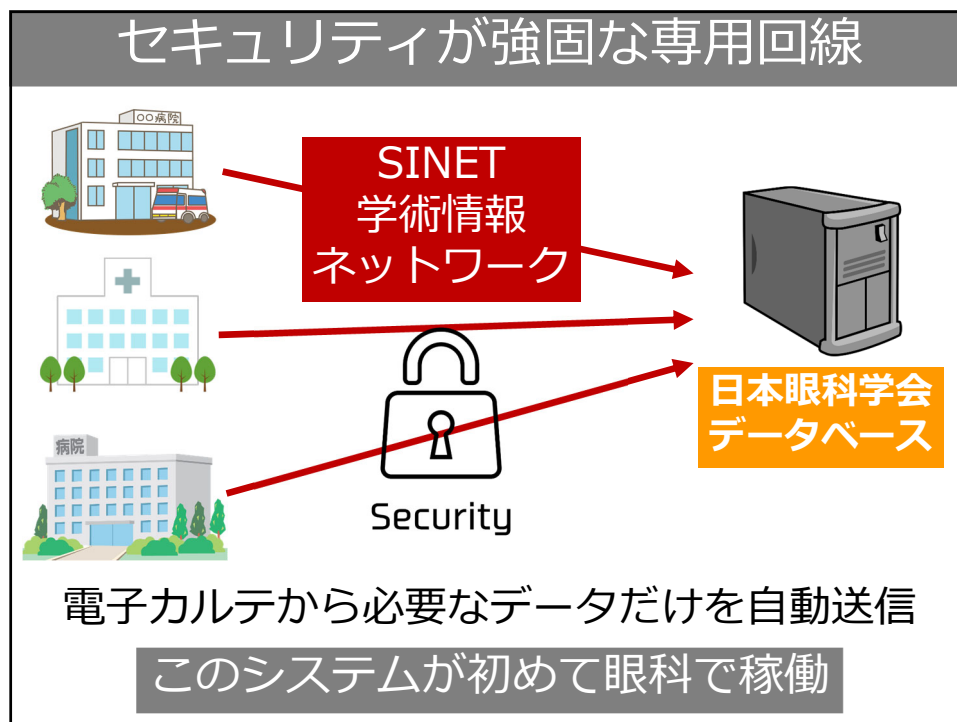 セキュリティが強固な専用回線
〇〇病院
SINET
学術情報
ネットワーク
病院
Security
日本眼科学会
データベース
電子カルテから必要なデータだけを自動送信
このシステムが初めて眼科で稼働